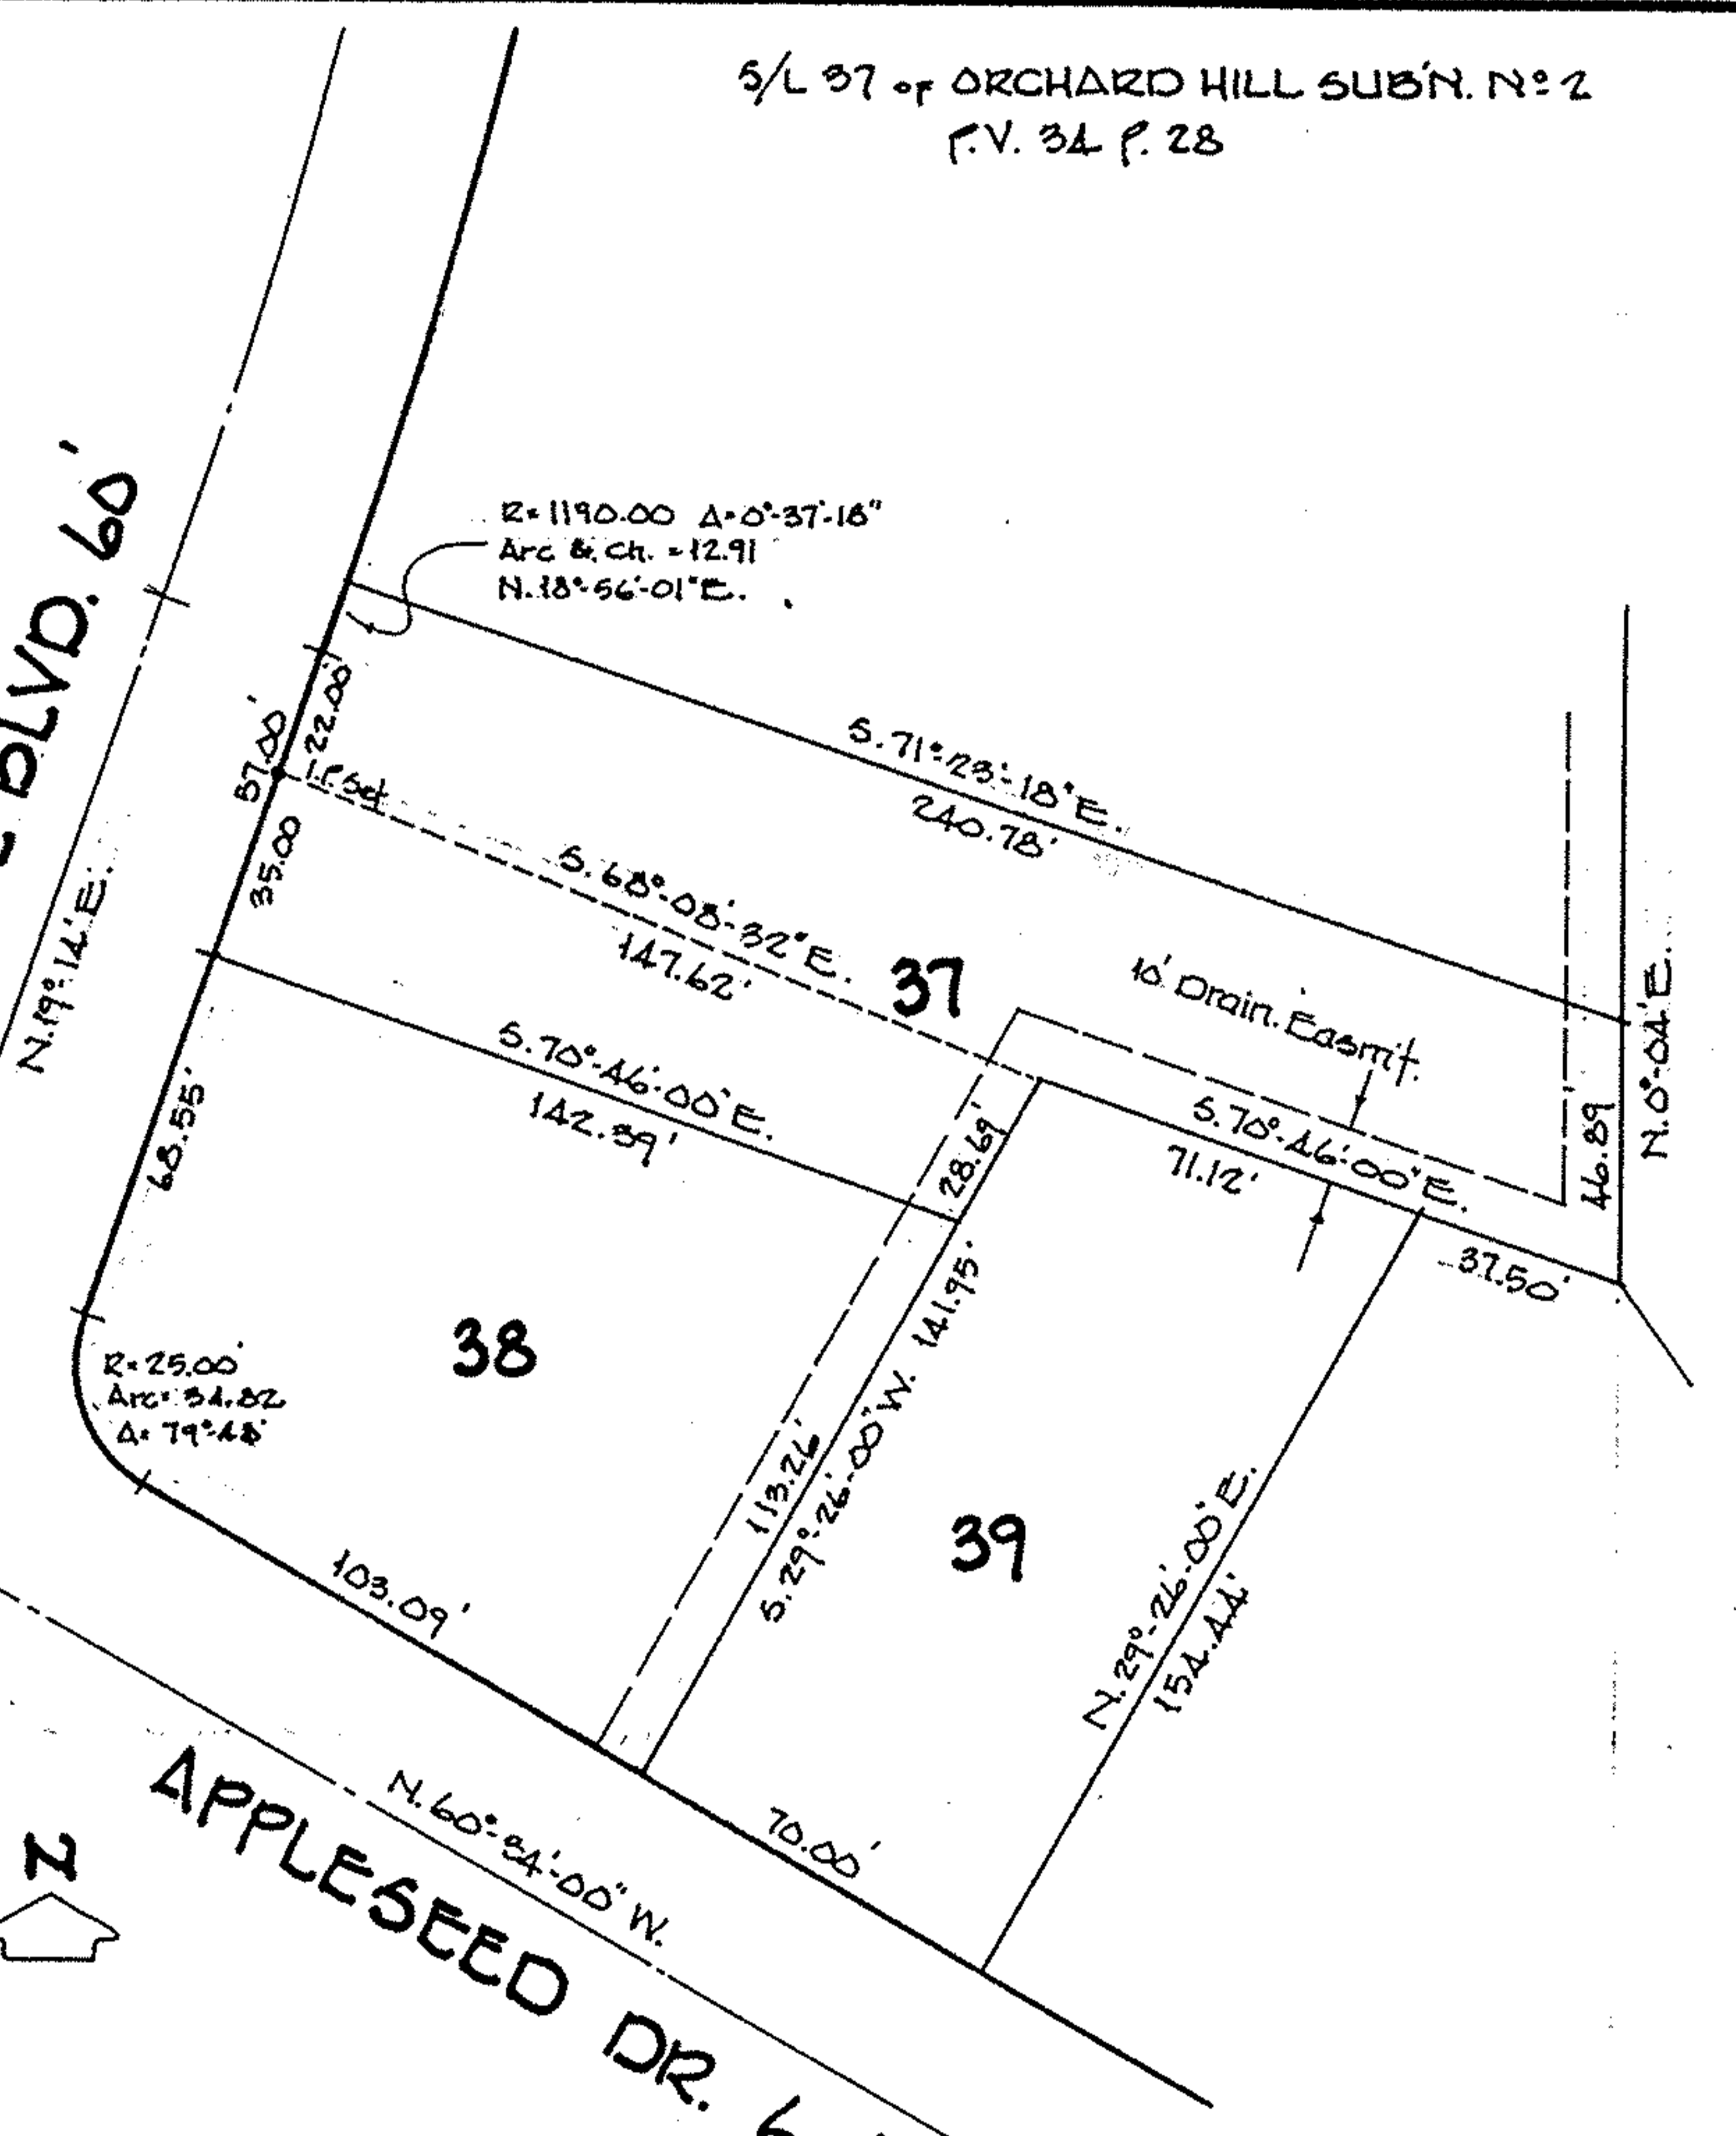 S/L 37 of ORCHARD HILL SUB'N. Nº 2
P.V. 34 P. 28
BLVD. 60'
R=1190.00 Δ=0°-37'-18"
Arc & Ch. = 12.91
N.18°-56'-01"E.
22.00
57.00'
I.P. Set
35.00
N.19°-14'E.
S.71°-23'-18"E.
240.78'
S.68°-08'-32"E.
147.62'
37
10' Drain. Easm't.
N.0°-04'E.
46.89
S.70°-46'-00"E.
71.12'
37.50'
S.70°-46'-00"E.
142.39'
28.69'
68.55'
38
R=25.00'
Arc= 34.82
Δ= 79°-48'
113.26'
S.29°-26'-00"W. 141.95'
39
N.29°-26'-00"E.
154.44'
103.09'
70.00'
N.60°-34'-00"W.
APPLESEED DR. 6
N